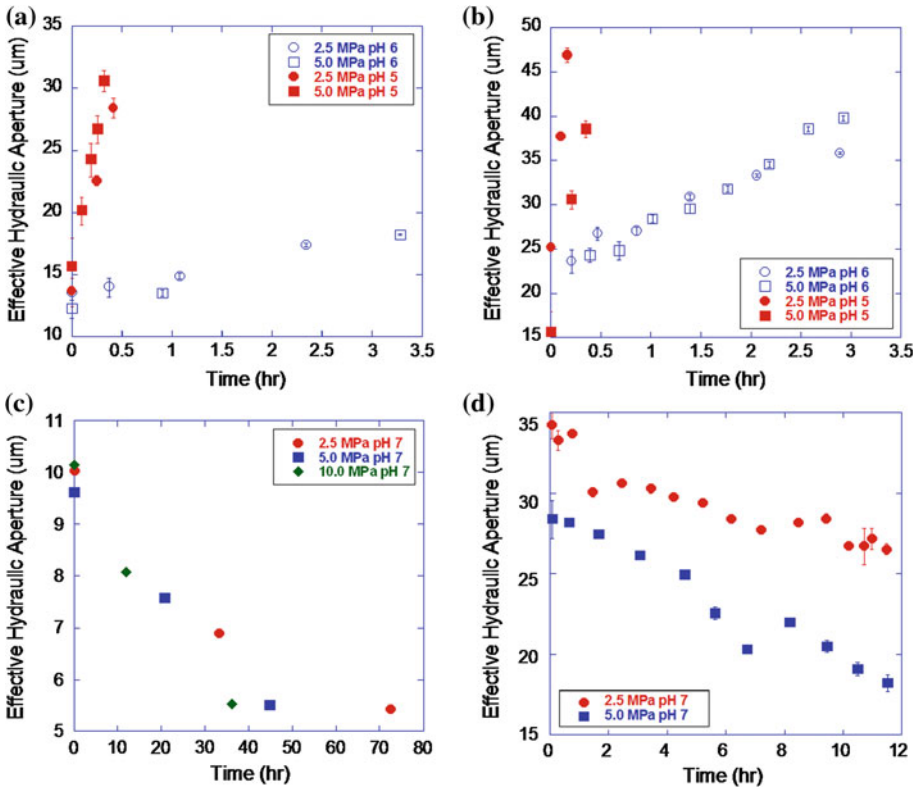 (a)
Effective Hydraulic Aperture (um)
35
30
25
20
15
10
2.5 MPa pH 6
5.0 MPa pH 6
2.5 MPa pH 5
5.0 MPa pH 5
0 0.5 1 1.5 2 2.5 3 3.5
Time (hr)
(b)
Effective Hydraulic Aperture (um)
50
45
40
35
30
25
20
15
2.5 MPa pH 6
5.0 MPa pH 6
2.5 MPa pH 5
5.0 MPa pH 5
0 0.5 1 1.5 2 2.5 3 3.5
Time (hr)
(c)
Effective Hydraulic Aperture (um)
11
10
9
8
7
6
5
2.5 MPa pH 7
5.0 MPa pH 7
10.0 MPa pH 7
0 10 20 30 40 50 60 70 80
Time (hr)
(d)
Effective Hydraulic Aperture (um)
35
30
25
20
15
2.5 MPa pH 7
5.0 MPa pH 7
0 2 4 6 8 10 12
Time (hr)